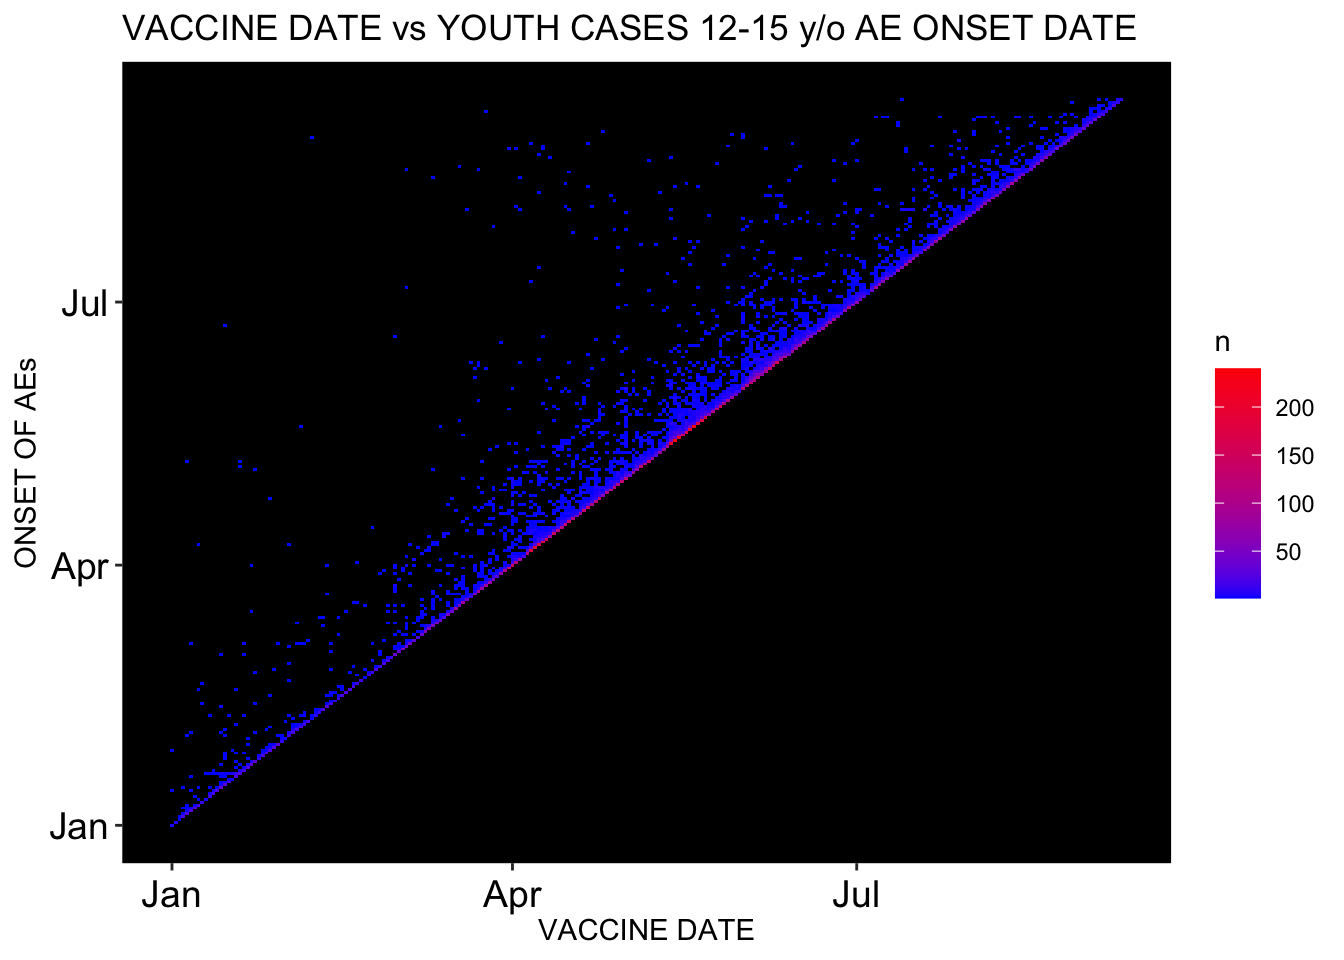 VACCINE DATE vs YOUTH CASES 12-15 y/o AE ONSET DATE
Jul
Apr
Jan
ONSET OF AEs
Jan
Apr
Jul
VACCINE DATE
n
200
150
100
50